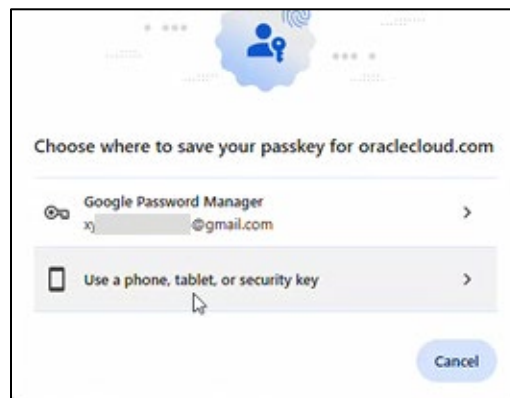 Choose where to save your passkey for oraclecloud.com
Google Password Manager
@gmail.com
Use a phone, tablet, or security key
Cancel